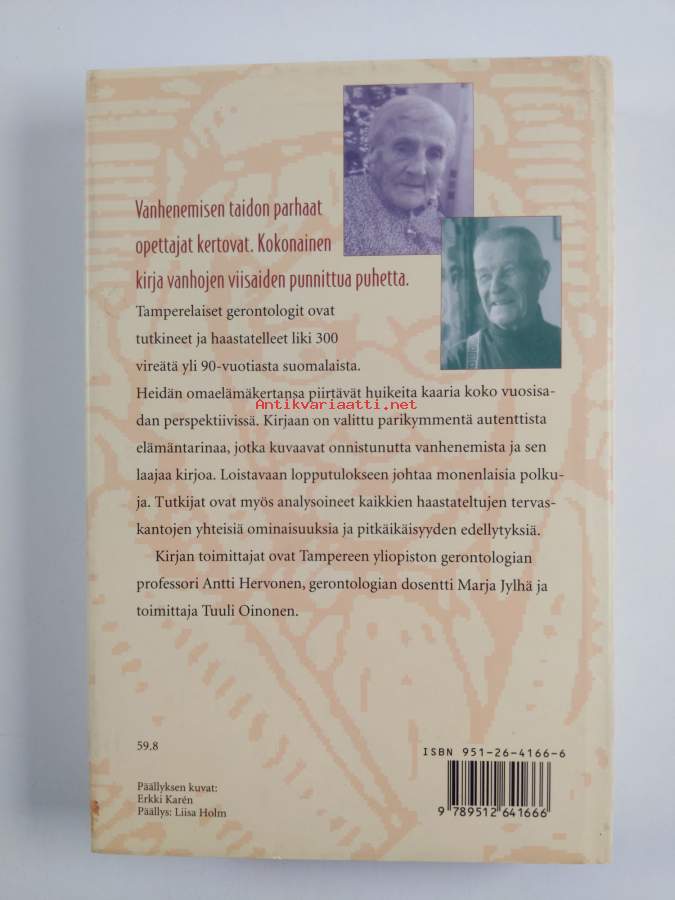 Vanhenemisen taidon parhaat
opettajat kertovat. Kokonainen
kirja vanhojen viisaiden punnittua puhetta.
Tamperelaiset gerontologit ovat
tutkineet ja haastatelleet liki 300
vireätä yli 90-vuotiasta suomalaista.
Heidän omaelämäkertansa piirtävät huikeita kaaria koko vuosisa-
Antikvariaatti.net
dan perspektiivissä. Kirjaan on valittu parikymmentä autenttista
elämäntarinaa, jotka kuvaavat onnistunutta vanhenemista ja sen
laajaa kirjoa. Loistavaan lopputulokseen johtaa monenlaisia polku-
ja. Tutkijat ovat myös analysoineet kaikkien haastateltujen tervas-
kantojen yhteisiä ominaisuuksia ja pitkäikäisyyden edellytyksiä.
Kirjan toimittajat ovat Tampereen yliopiston gerontologian
professori Antti Hervonen, gerontologian dosentti Marja Jylhä ja
toimittaja Tuuli Oinonen.
59.8
ISBN 951-26-4166-6
Päällyksen kuvat:
Erkki Karén
Päällys: Liisa Holm
9 789512 641666